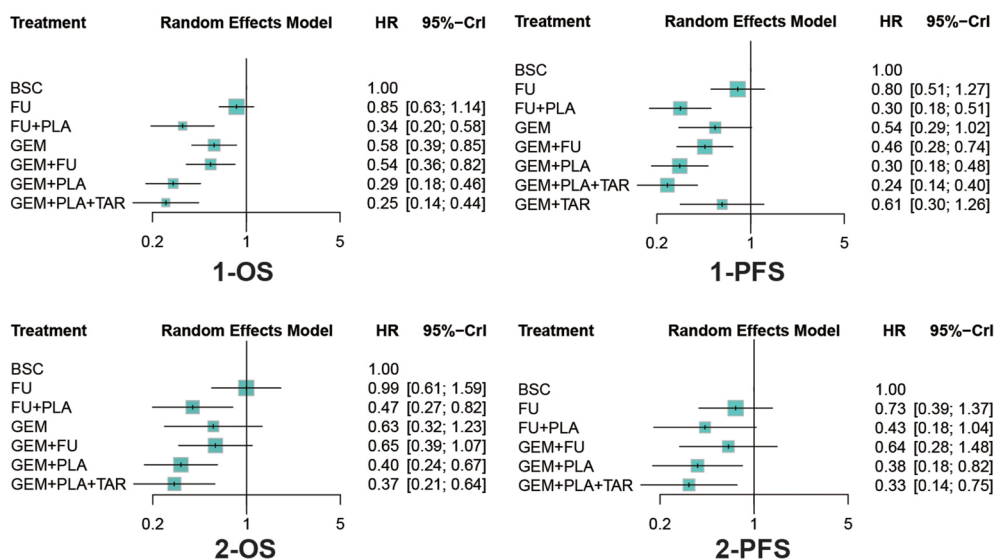 Treatment Random Effects Model HR 95%−CrI
BSC 1.00
FU 0.85 [0.63; 1.14]
FU+PLA 0.34 [0.20; 0.58]
GEM 0.58 [0.39; 0.85]
GEM+FU 0.54 [0.36; 0.82]
GEM+PLA 0.29 [0.18; 0.46]
GEM+PLA+TAR 0.25 [0.14; 0.44]
0.2 1 5
1-OS
Treatment Random Effects Model HR 95%−CrI
BSC 1.00
FU 0.80 [0.51; 1.27]
FU+PLA 0.30 [0.18; 0.51]
GEM 0.54 [0.29; 1.02]
GEM+FU 0.46 [0.28; 0.74]
GEM+PLA 0.30 [0.18; 0.48]
GEM+PLA+TAR 0.24 [0.14; 0.40]
GEM+TAR 0.61 [0.30; 1.26]
0.2 1 5
1-PFS
Treatment Random Effects Model HR 95%−CrI
BSC 1.00
FU 0.99 [0.61; 1.59]
FU+PLA 0.47 [0.27; 0.82]
GEM 0.63 [0.32; 1.23]
GEM+FU 0.65 [0.39; 1.07]
GEM+PLA 0.40 [0.24; 0.67]
GEM+PLA+TAR 0.37 [0.21; 0.64]
0.2 1 5
2-OS
Treatment Random Effects Model HR 95%−CrI
BSC 1.00
FU 0.73 [0.39; 1.37]
FU+PLA 0.43 [0.18; 1.04]
GEM+FU 0.64 [0.28; 1.48]
GEM+PLA 0.38 [0.18; 0.82]
GEM+PLA+TAR 0.33 [0.14; 0.75]
0.2 1 5
2-PFS